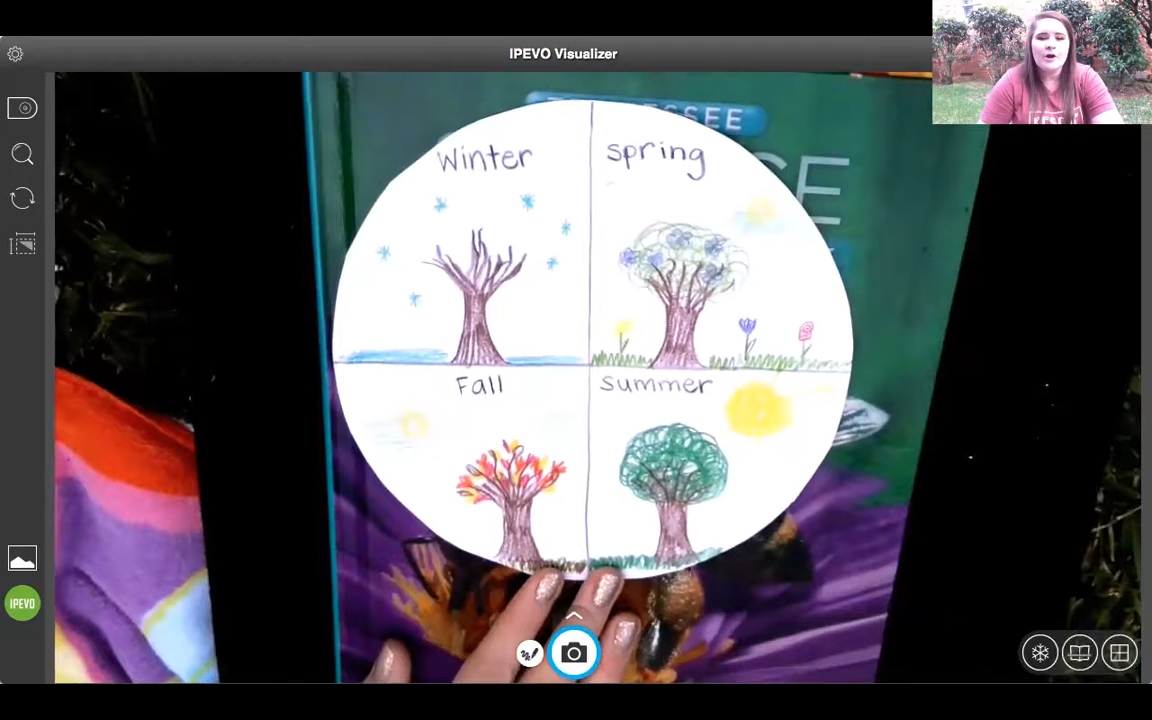 IPEVO Visualizer
Winter
spring
Fall
summer
IPEVO